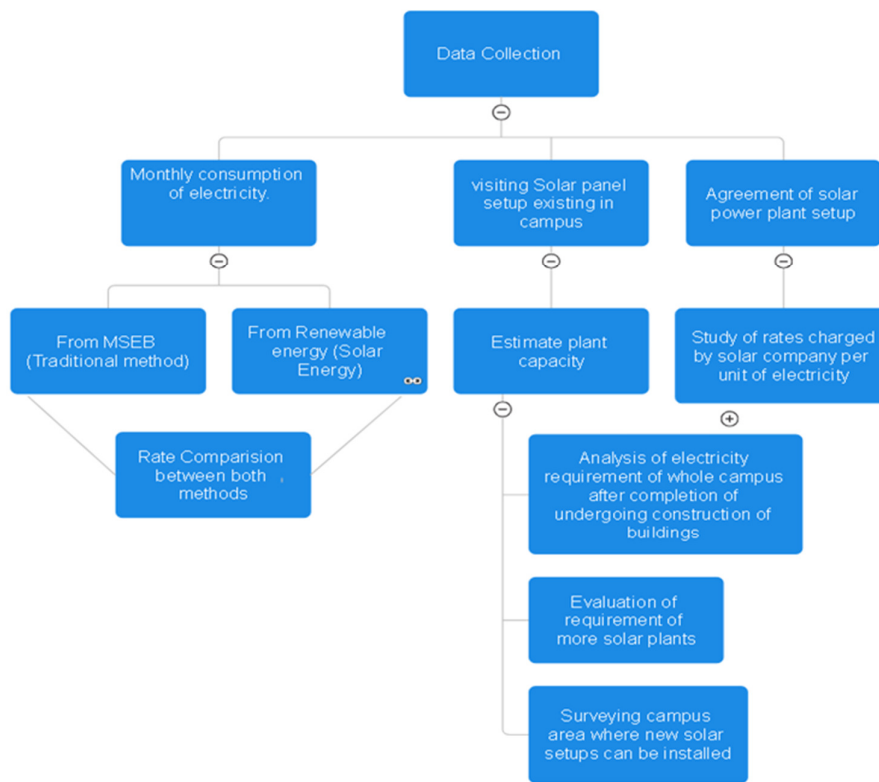 Data Collection
Monthly consumption
of electricity.
visiting Solar panel
setup existing in
campus
Agreement of solar
power plant setup
From MSEB
(Traditional method)
From Renewable
energy (Solar
Energy)
Estimate plant
capacity
Study of rates charged
by solar company per
unit of electricity
Rate Comparision
between both ,
methods
Analysis of electricity
requirement of whole campus
after completion of
undergoing construction of
buildings
Evaluation of
requirement of
more solar plants
Surveying campus
area where new solar
setups can be installed